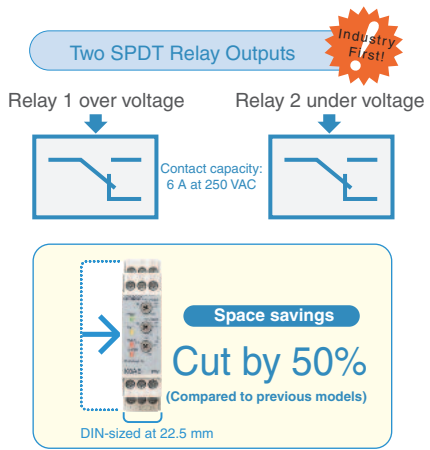 Industry
First!
Two SPDT Relay Outputs
Relay 1 over voltage
Relay 2 under voltage
Contact capacity:
6 A at 250 VAC
Space savings
Cut by 50%
(Compared to previous models)
DIN-sized at 22.5 mm